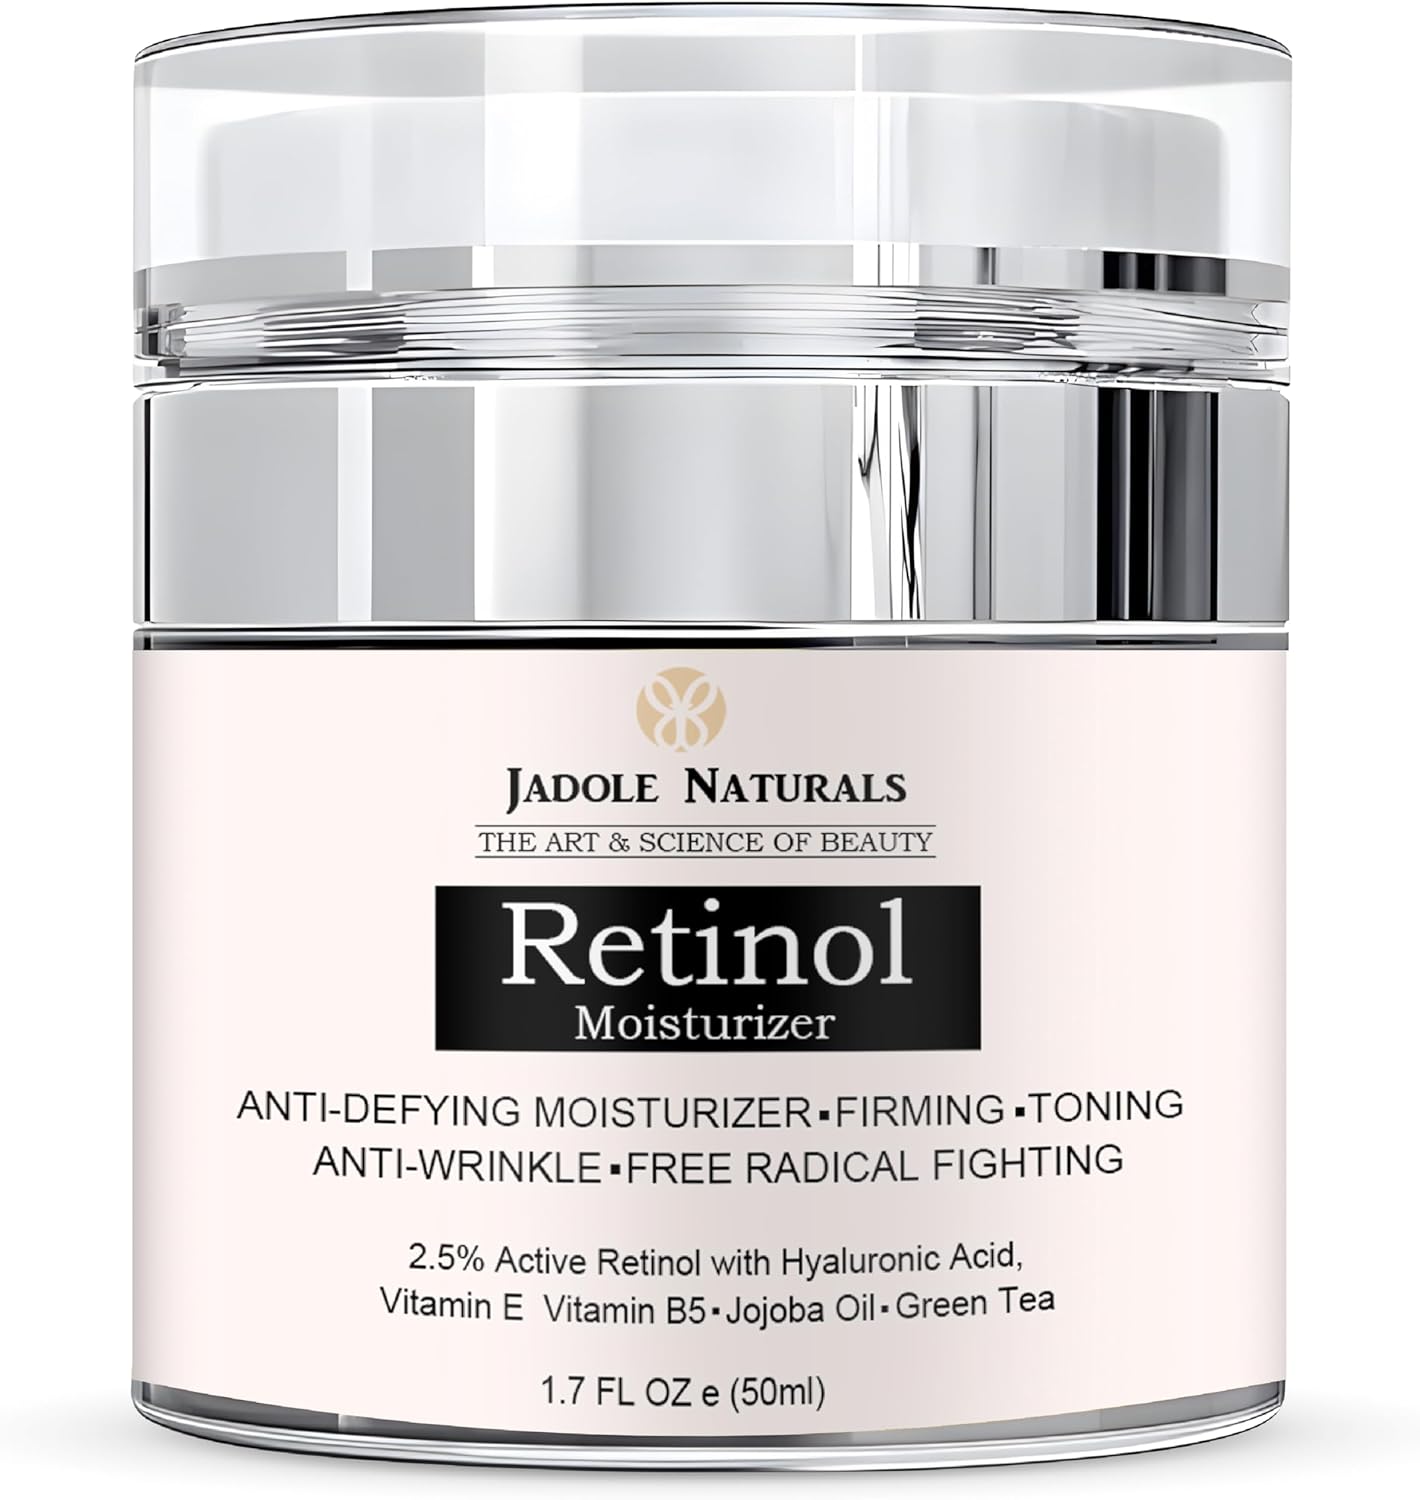 JADOLE NATURALS
THE ART & SCIENCE OF BEAUTY
Retinol
Moisturizer
ANTI-DEFYING MOISTURIZER▪FIRMING▪TONING
ANTI-WRINKLE▪FREE RADICAL FIGHTING
2.5% Active Retinol with Hyaluronic Acid,
Vitamin E Vitamin B5▪Jojoba Oil▪Green Tea
1.7 FL OZ e (50ml)